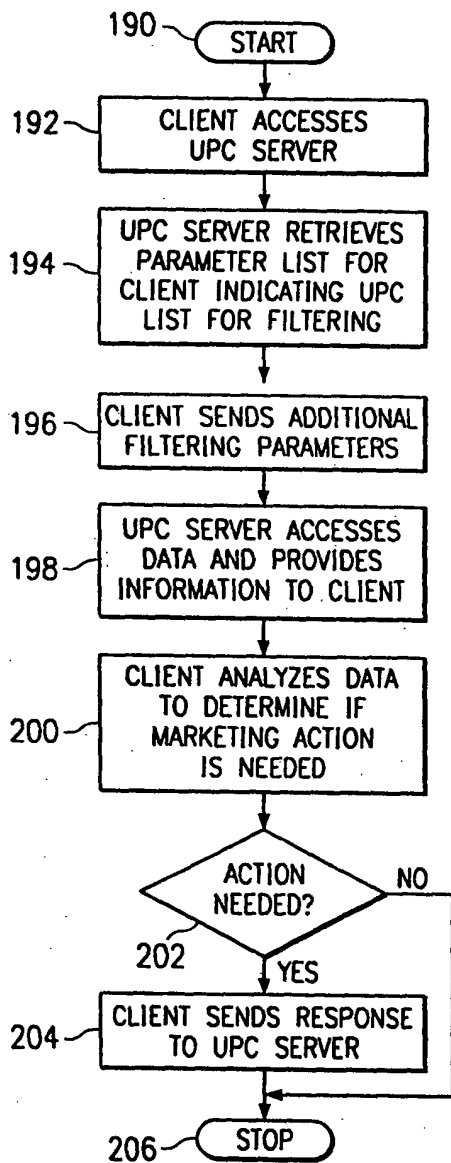 190
START
192
CLIENT ACCESSES
UPC SERVER
194
UPC SERVER RETRIEVES
PARAMETER LIST FOR
CLIENT INDICATING UPC
LIST FOR FILTERING
196
CLIENT SENDS ADDITIONAL
FILTERING PARAMETERS
198
UPC SERVER ACCESSES
DATA AND PROVIDES
INFORMATION TO CLIENT
200
CLIENT ANALYZES DATA
TO DETERMINE IF
MARKETING ACTION
IS NEEDED
ACTION
NEEDED?
NO
202
YES
204
CLIENT SENDS RESPONSE
TO UPC SERVER
206
STOP